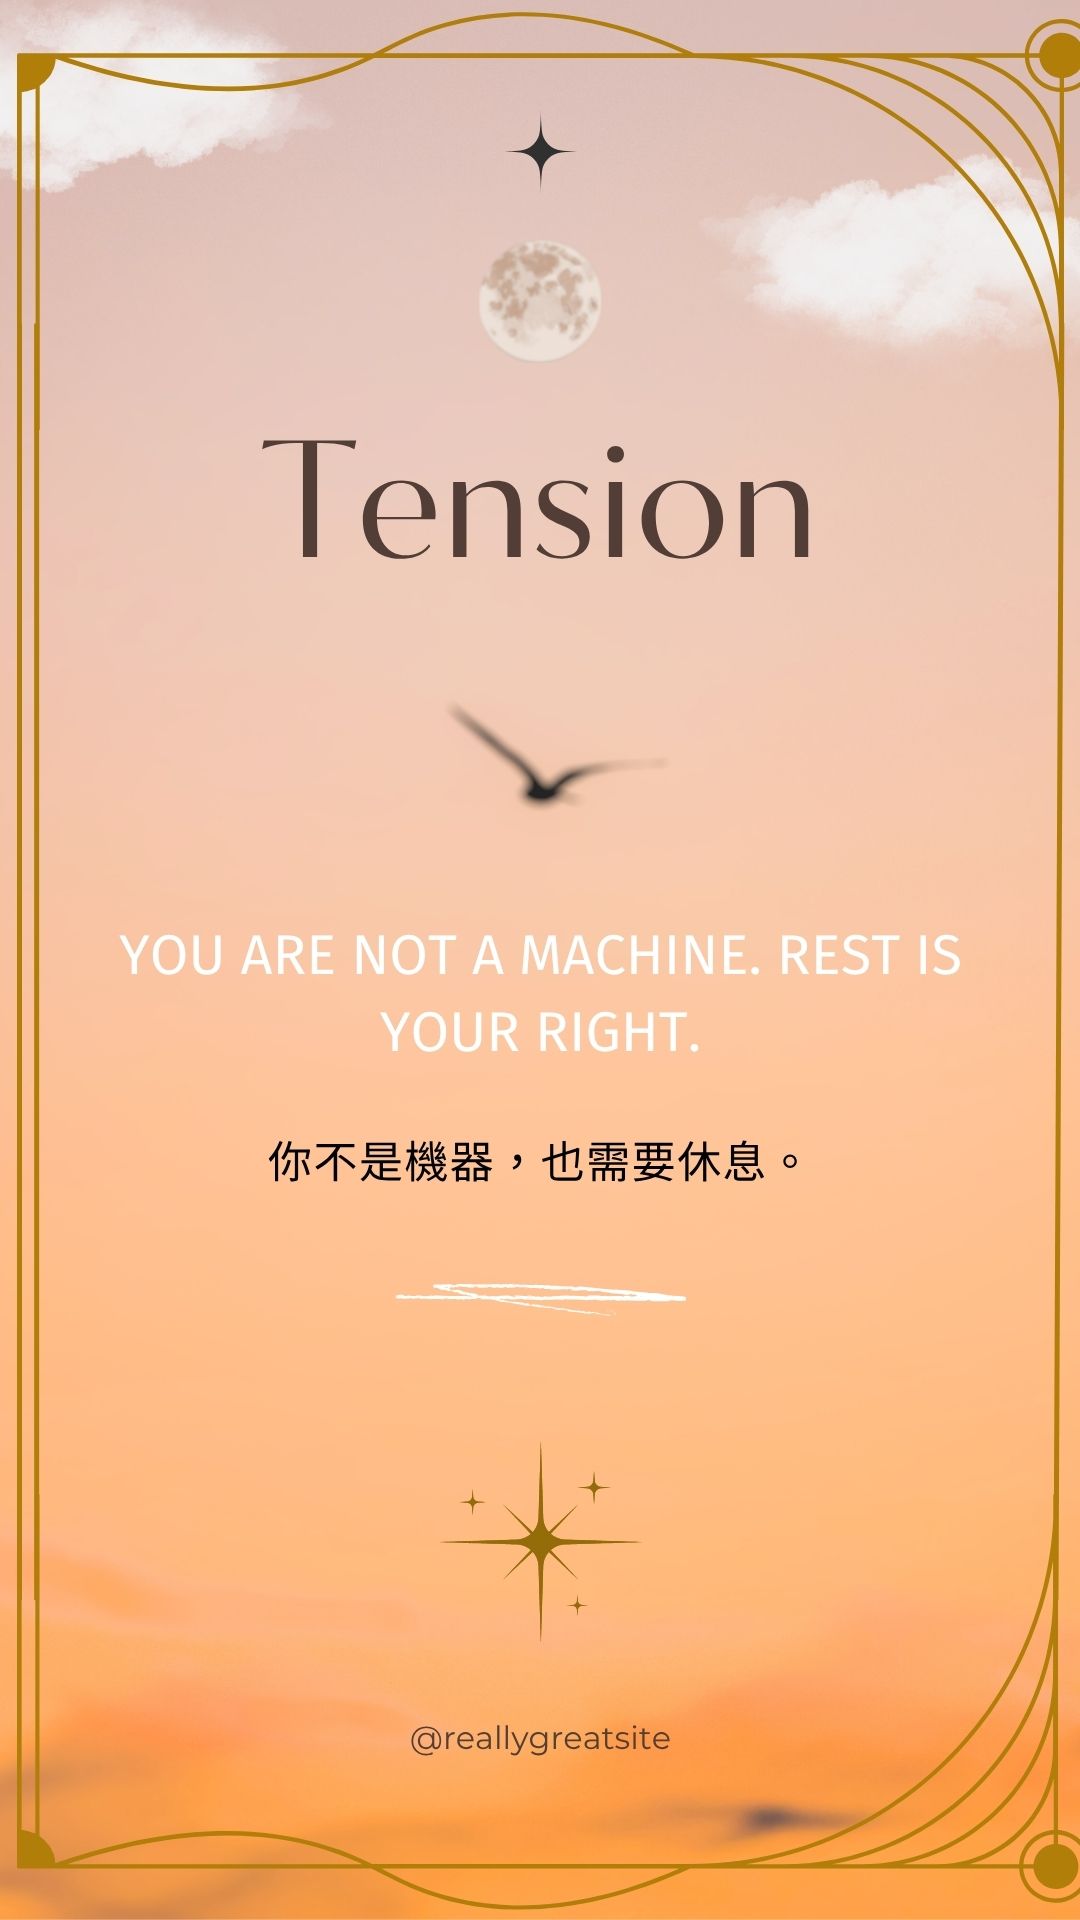 Tension
YOU ARE NOT A MACHINE. REST IS
YOUR RIGHT.
你不是機器，也需要休息。
@reallygreatsite